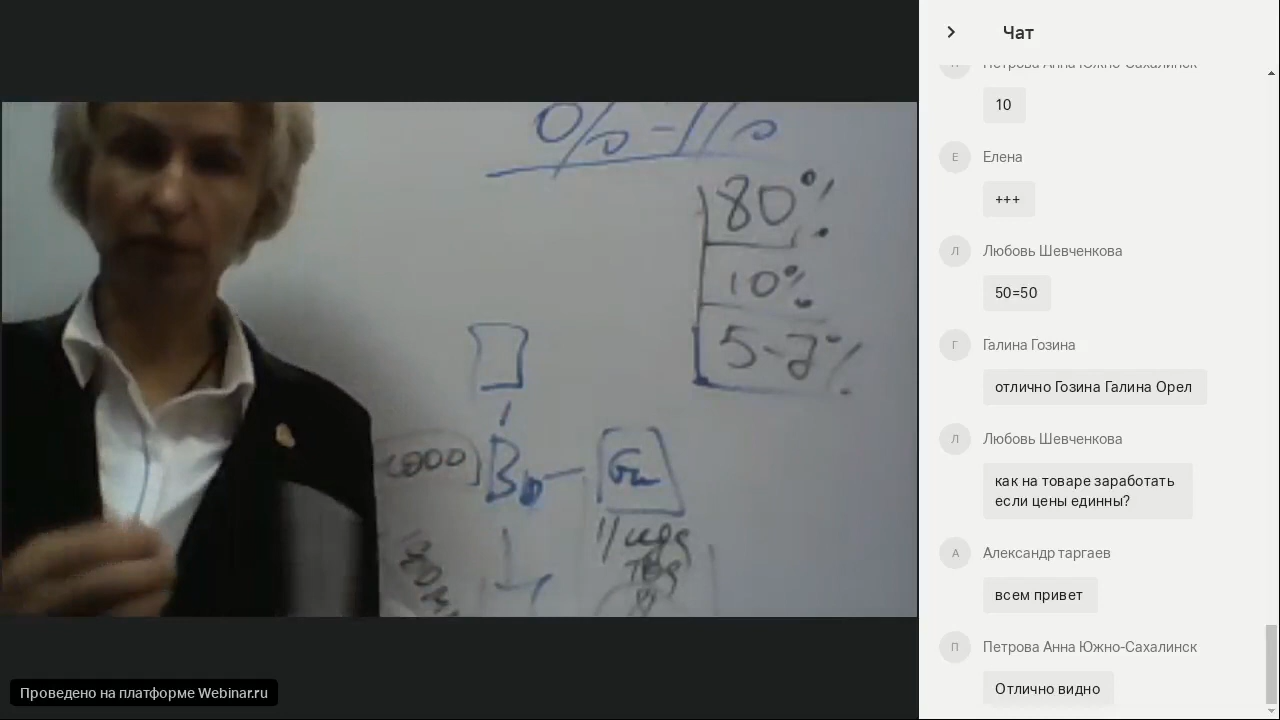 80%
10%
5-7%
Проведено на платформе Webinar.ru
Чат
Петрова Анна Южно-Сахалинск
10
Е
Елена
+++
Л
Любовь Шевченкова
50=50
Г
Галина Гозина
отлично Гозина Галина Орел
Л
Любовь Шевченкова
как на товаре заработать
если цены единны?
А
Александр таргаев
всем привет
П
Петрова Анна Южно-Сахалинск
Отлично видно